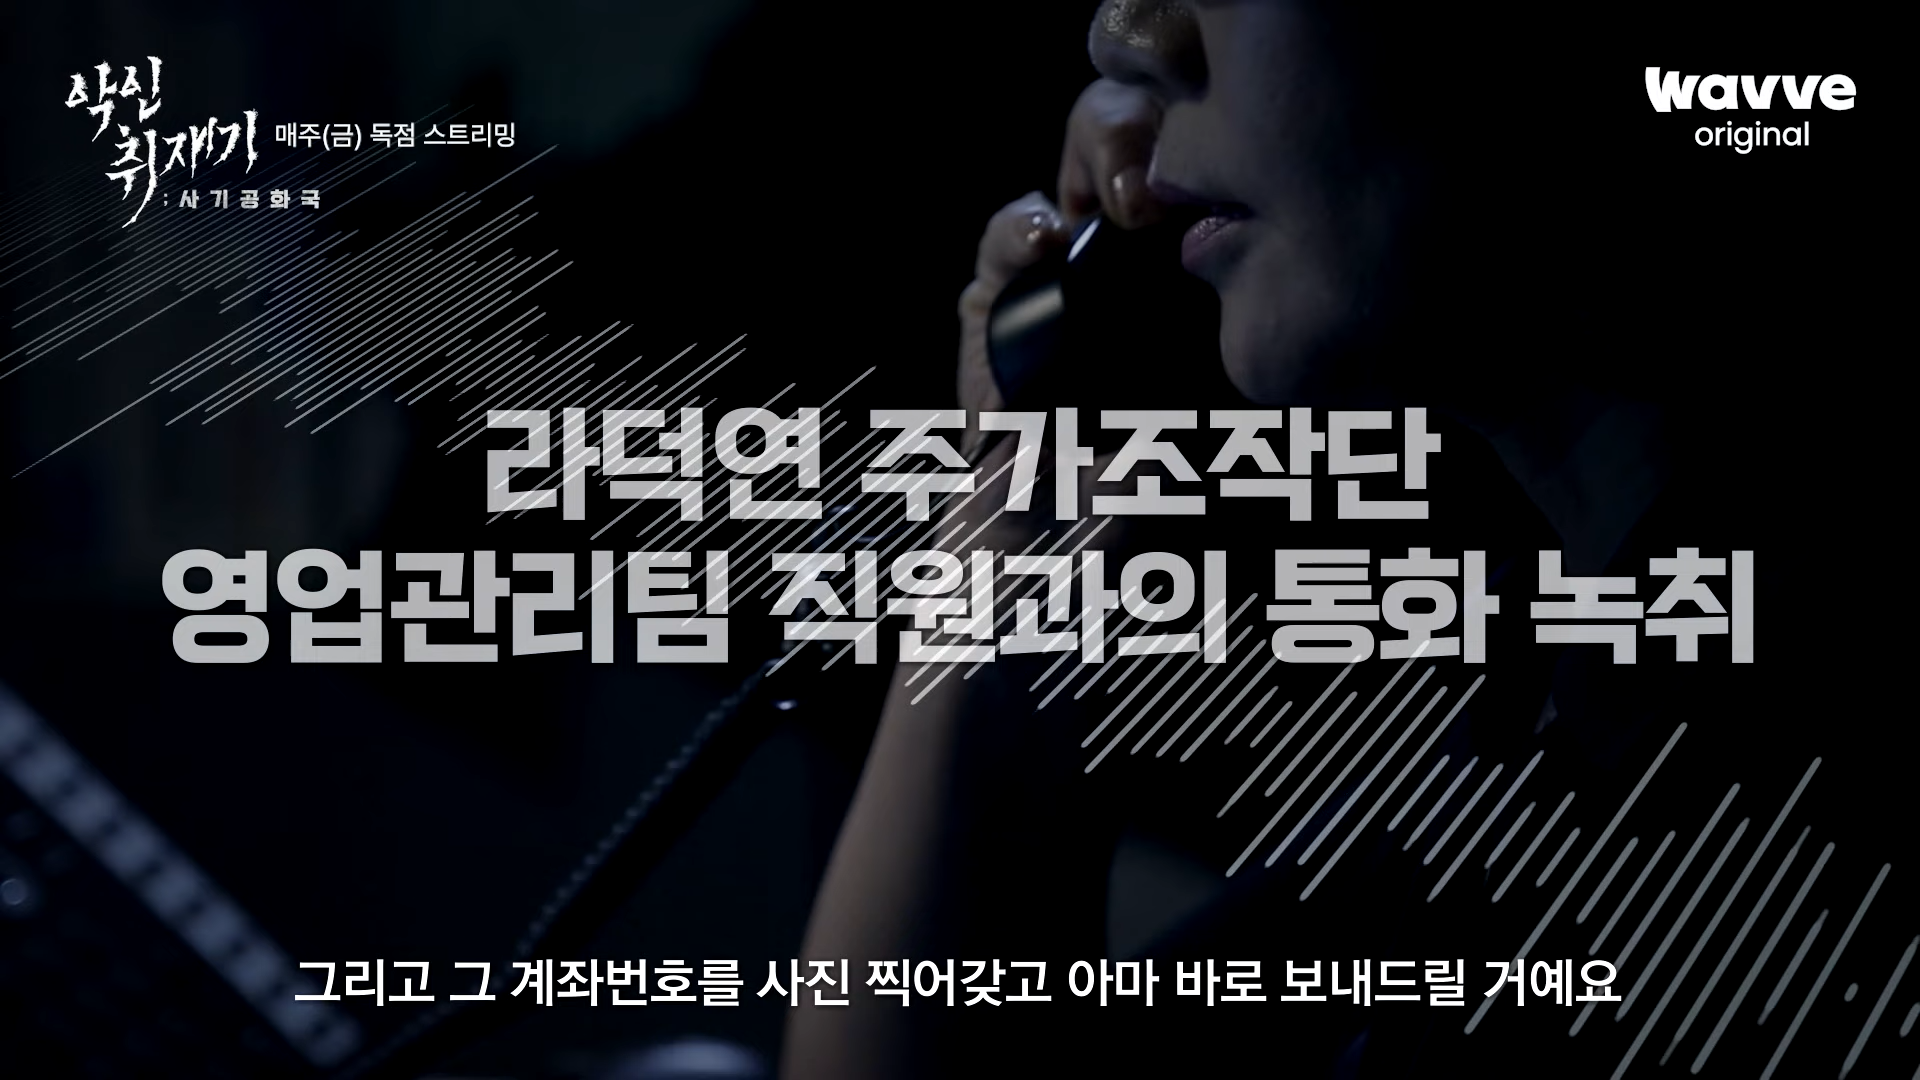 악인
취재기
; 사기공화국
매주(금) 독점 스트리밍
wavve
original
라덕연 주가조작단
영업관리팀 직원과의 통화 녹취
그리고 그 계좌번호를 사진 찍어갖고 아마 바로 보내드릴 거예요